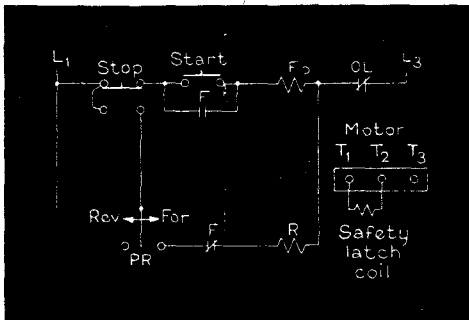 L1 Stop Start F OL L3
F
Motor
T1 T2 T3
Rev For
F R
PR
Safety
latch
coil